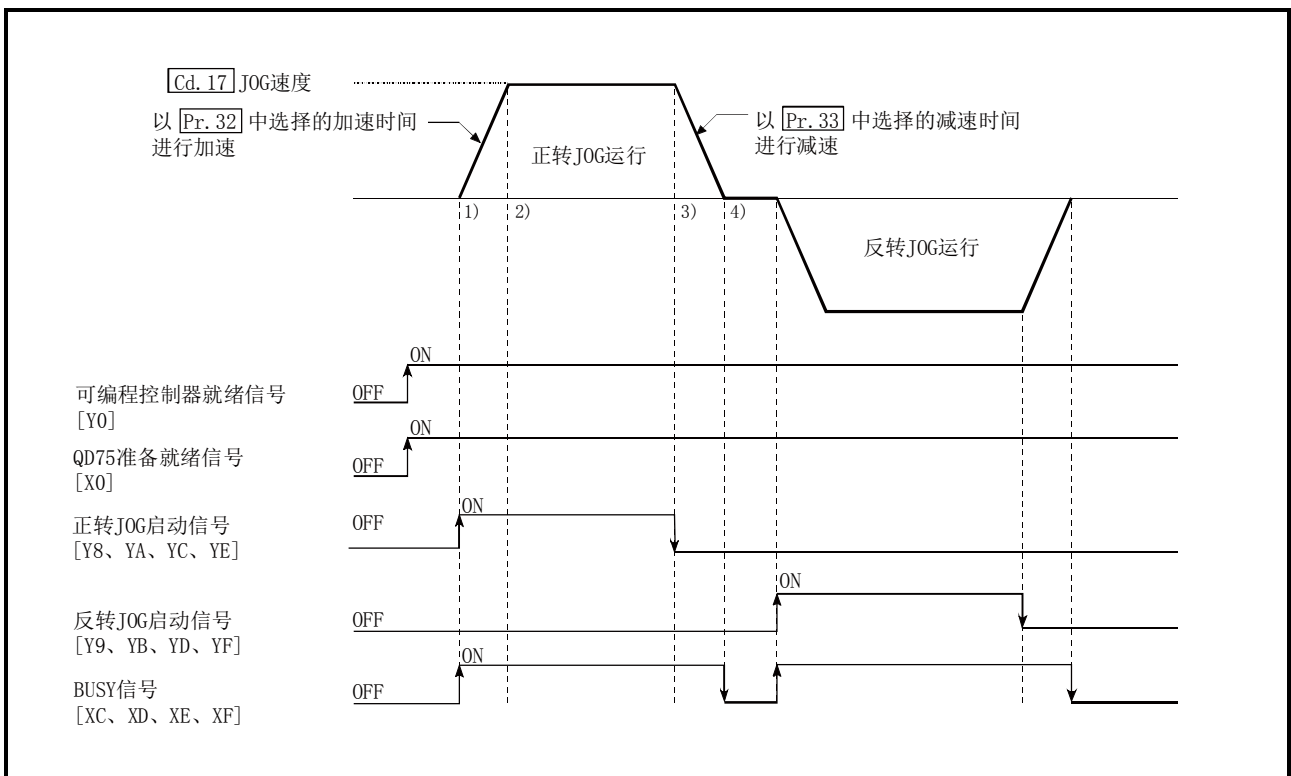 Cd.17 JOG速度
以 Pr.32 中选择的加速时间
进行加速
以 Pr.33 中选择的减速时间
进行减速
正转JOG运行
1) 2) 3) 4)
反转JOG运行
ON
可编程控制器就绪信号 OFF
[Y0]
ON
QD75准备就绪信号 OFF
[X0]
ON
正转JOG启动信号 OFF
[Y8、YA、YC、YE]
ON
反转JOG启动信号 OFF
[Y9、YB、YD、YF]
ON
BUSY信号 OFF
[XC、XD、XE、XF]